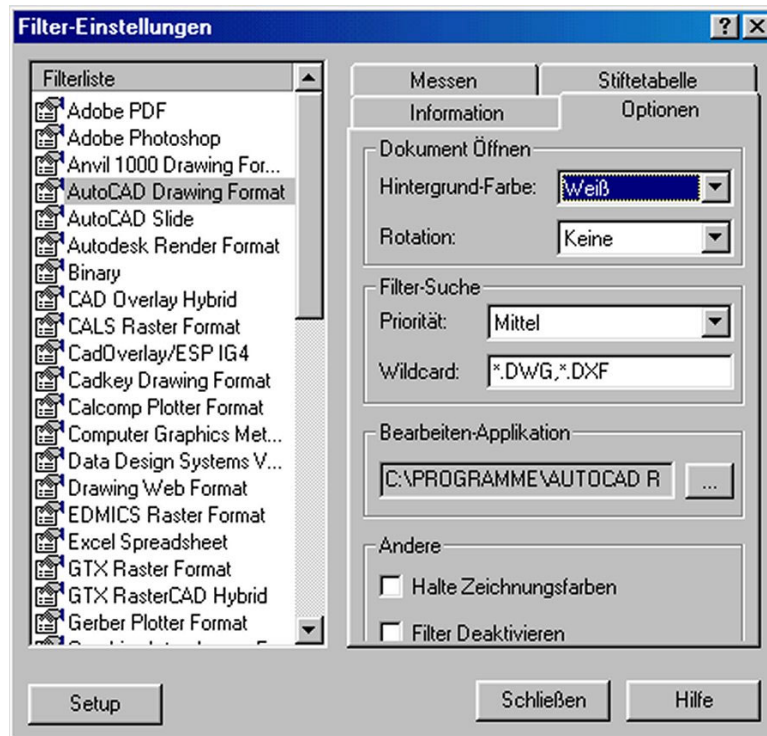 Filter-Einstellungen
Filterliste
Adobe PDF
Adobe Photoshop
Anvil 1000 Drawing For...
AutoCAD Drawing Format
AutoCAD Slide
Autodesk Render Format
Binary
CAD Overlay Hybrid
CALS Raster Format
CadOverlay/ESP IG4
Cadkey Drawing Format
Calcomp Plotter Format
Computer Graphics Met...
Data Design Systems V...
Drawing Web Format
EDMICS Raster Format
Excel Spreadsheet
GTX Raster Format
GTX RasterCAD Hybrid
Gerber Plotter Format
Messen
Stiftetabelle
Information
Optionen
Dokument Öffnen
Hintergrund-Farbe: Weiß
Rotation: Keine
Filter-Suche
Priorität: Mittel
Wildcard: *.DWG,*.DXF
Bearbeiten-Applikation
C:\PROGRAMME\AUTOCAD R ...
Andere
Halte Zeichnungsfarben
Filter Deaktivieren
Setup
Schließen
Hilfe